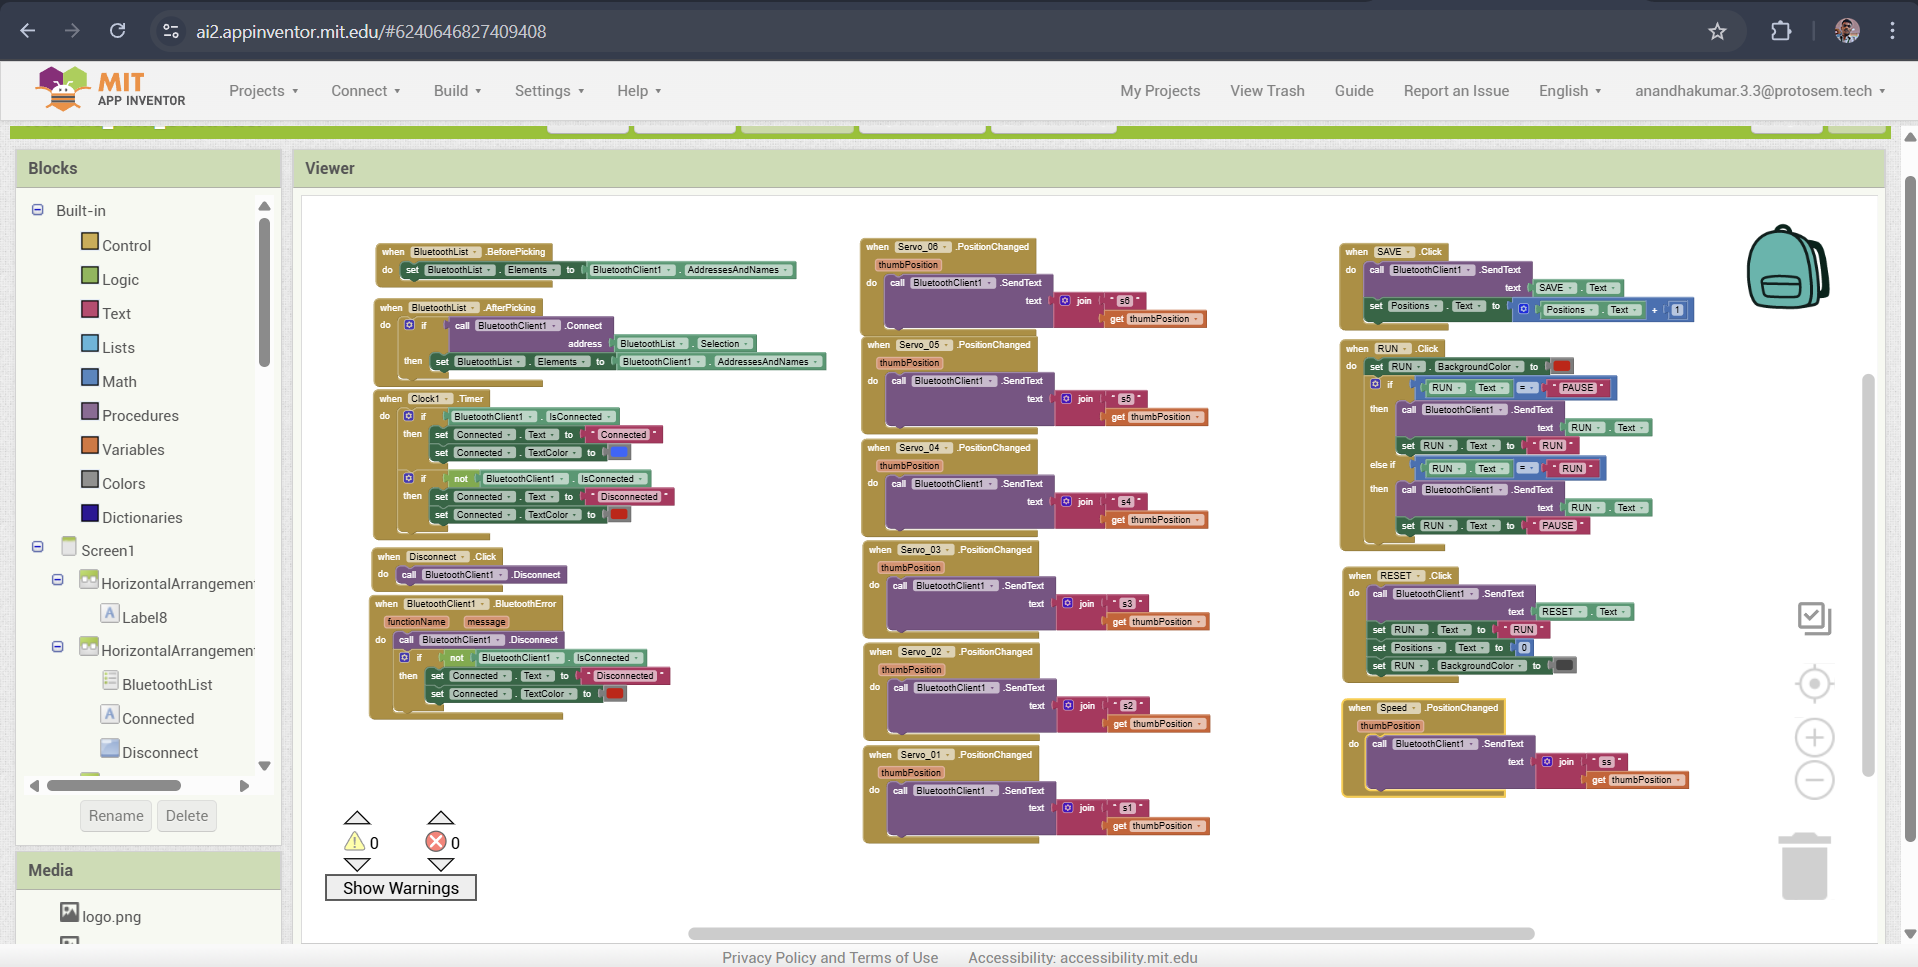 ai2.appinventor.mit.edu/#6240646827409408
MIT
APP INVENTOR
Projects
Connect
Build
Settings
Help
My Projects
View Trash
Guide
Report an Issue
English
anandhakumar.3.3@protosem.tech
Blocks
Built-in
Control
Logic
Text
Lists
Math
Procedures
Variables
Colors
Dictionaries
Screen1
HorizontalArrangement
Label8
HorizontalArrangement
BluetoothList
Connected
Disconnect
Rename
Delete
Media
logo.png
Viewer
when BluetoothList .BeforePicking
do set BluetoothList . Elements to BluetoothClient1 . AddressesAndNames
when BluetoothList .AfterPicking
do if call BluetoothClient1 .Connect
address BluetoothList . Selection
then set BluetoothList . Elements to BluetoothClient1 . AddressesAndNames
when Clock1 .Timer
do if BluetoothClient1 . IsConnected
then set Connected . Text to " Connected "
set Connected . TextColor to
if not BluetoothClient1 . IsConnected
then set Connected . Text to " Disconnected "
set Connected . TextColor to
when Disconnect .Click
do call BluetoothClient1 .Disconnect
when BluetoothClient1 .BluetoothError
functionName message
do call BluetoothClient1 .Disconnect
if not BluetoothClient1 . IsConnected
then set Connected . Text to " Disconnected "
set Connected . TextColor to
0 0
Show Warnings
when Servo_06 .PositionChanged
thumbPosition
do call BluetoothClient1 .SendText
text join " s6 "
get thumbPosition
when Servo_05 .PositionChanged
thumbPosition
do call BluetoothClient1 .SendText
text join " s5 "
get thumbPosition
when Servo_04 .PositionChanged
thumbPosition
do call BluetoothClient1 .SendText
text join " s4 "
get thumbPosition
when Servo_03 .PositionChanged
thumbPosition
do call BluetoothClient1 .SendText
text join " s3 "
get thumbPosition
when Servo_02 .PositionChanged
thumbPosition
do call BluetoothClient1 .SendText
text join " s2 "
get thumbPosition
when Servo_01 .PositionChanged
thumbPosition
do call BluetoothClient1 .SendText
text join " s1 "
get thumbPosition
when SAVE .Click
do call BluetoothClient1 .SendText
text SAVE . Text
set Positions . Text to Positions . Text + 1
when RUN .Click
do set RUN . BackgroundColor to
if RUN . Text = " PAUSE "
then call BluetoothClient1 .SendText
text RUN . Text
set RUN . Text to " RUN "
else if RUN . Text = " RUN "
then call BluetoothClient1 .SendText
text RUN . Text
set RUN . Text to " PAUSE "
when RESET .Click
do call BluetoothClient1 .SendText
text RESET . Text
set RUN . Text to " RUN "
set Positions . Text to 0
set RUN . BackgroundColor to
when Speed .PositionChanged
thumbPosition
do call BluetoothClient1 .SendText
text join " ss "
get thumbPosition
Privacy Policy and Terms of Use
Accessibility: accessibility.mit.edu